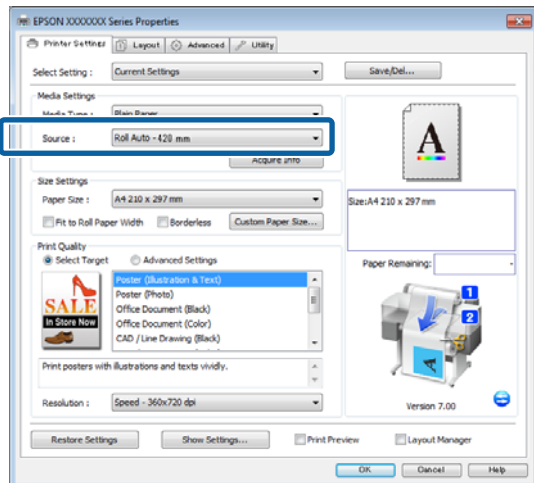 EPSON XXXXXXX Series Properties
Printer Settings Layout Advanced Utility
Select Setting : Current Settings Save/Del...
Media Settings
Media Type : Plain Paper
Source : Roll Auto - 420 mm
Acquire Info
Size Settings
Paper Size : A4 210 x 297 mm
Fit to Roll Paper Width Borderless Custom Paper Size...
A
Size:A4 210 x 297 mm
Print Quality
Select Target Advanced Settings
SALE
In Store Now
Poster (Illustration & Text)
Poster (Photo)
Office Document (Black)
Office Document (Color)
CAD / Line Drawing (Black)
Print posters with illustrations and texts vividly.
Resolution : Speed - 360x720 dpi
Paper Remaining: -
1
2
A
Version 7.00
Restore Settings Show Settings... Print Preview Layout Manager
OK Cancel Help